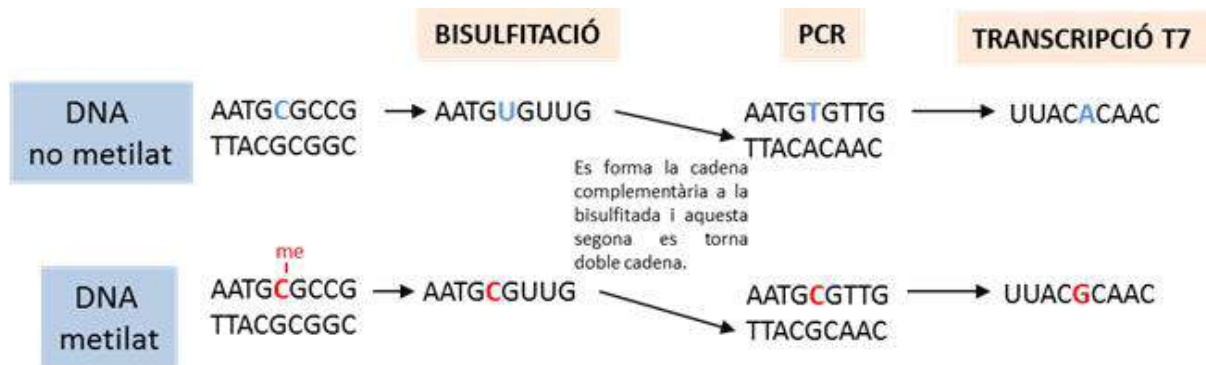 BISULFITACIÓ
PCR
TRANSCRIPCIÓ T7
DNA
no metilat
AATGCGCCG
TTACGCGGC
AATGUGUUG
AATGTGTTG
TTACACAAC
UUACACAAC
Es forma la cadena
complementària a la
bisulfitada i aquesta
segona es torna
doble cadena.
DNA
metilat
me
AATGCGCCG
TTACGCGGC
AATGCGUUG
AATGCGTTG
TTACGCAAC
UUACGCAAC